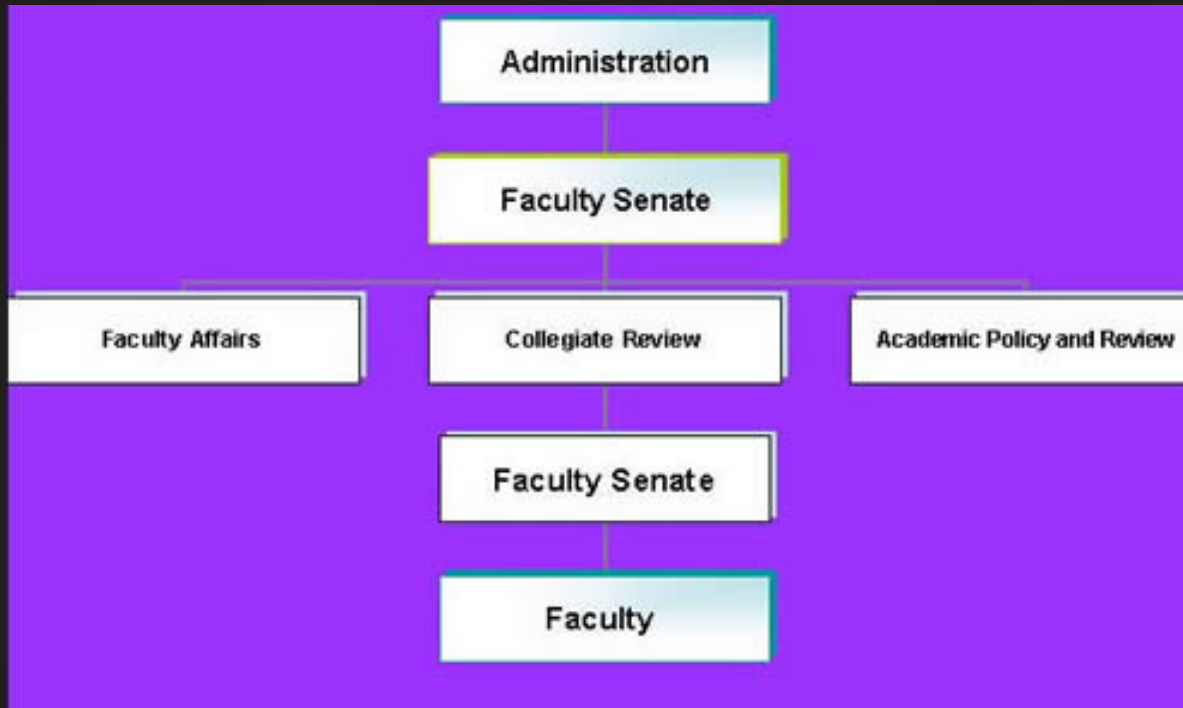 Administration
Faculty Senate
Faculty Affairs
Collegiate Review
Academic Policy and Review
Faculty Senate
Faculty